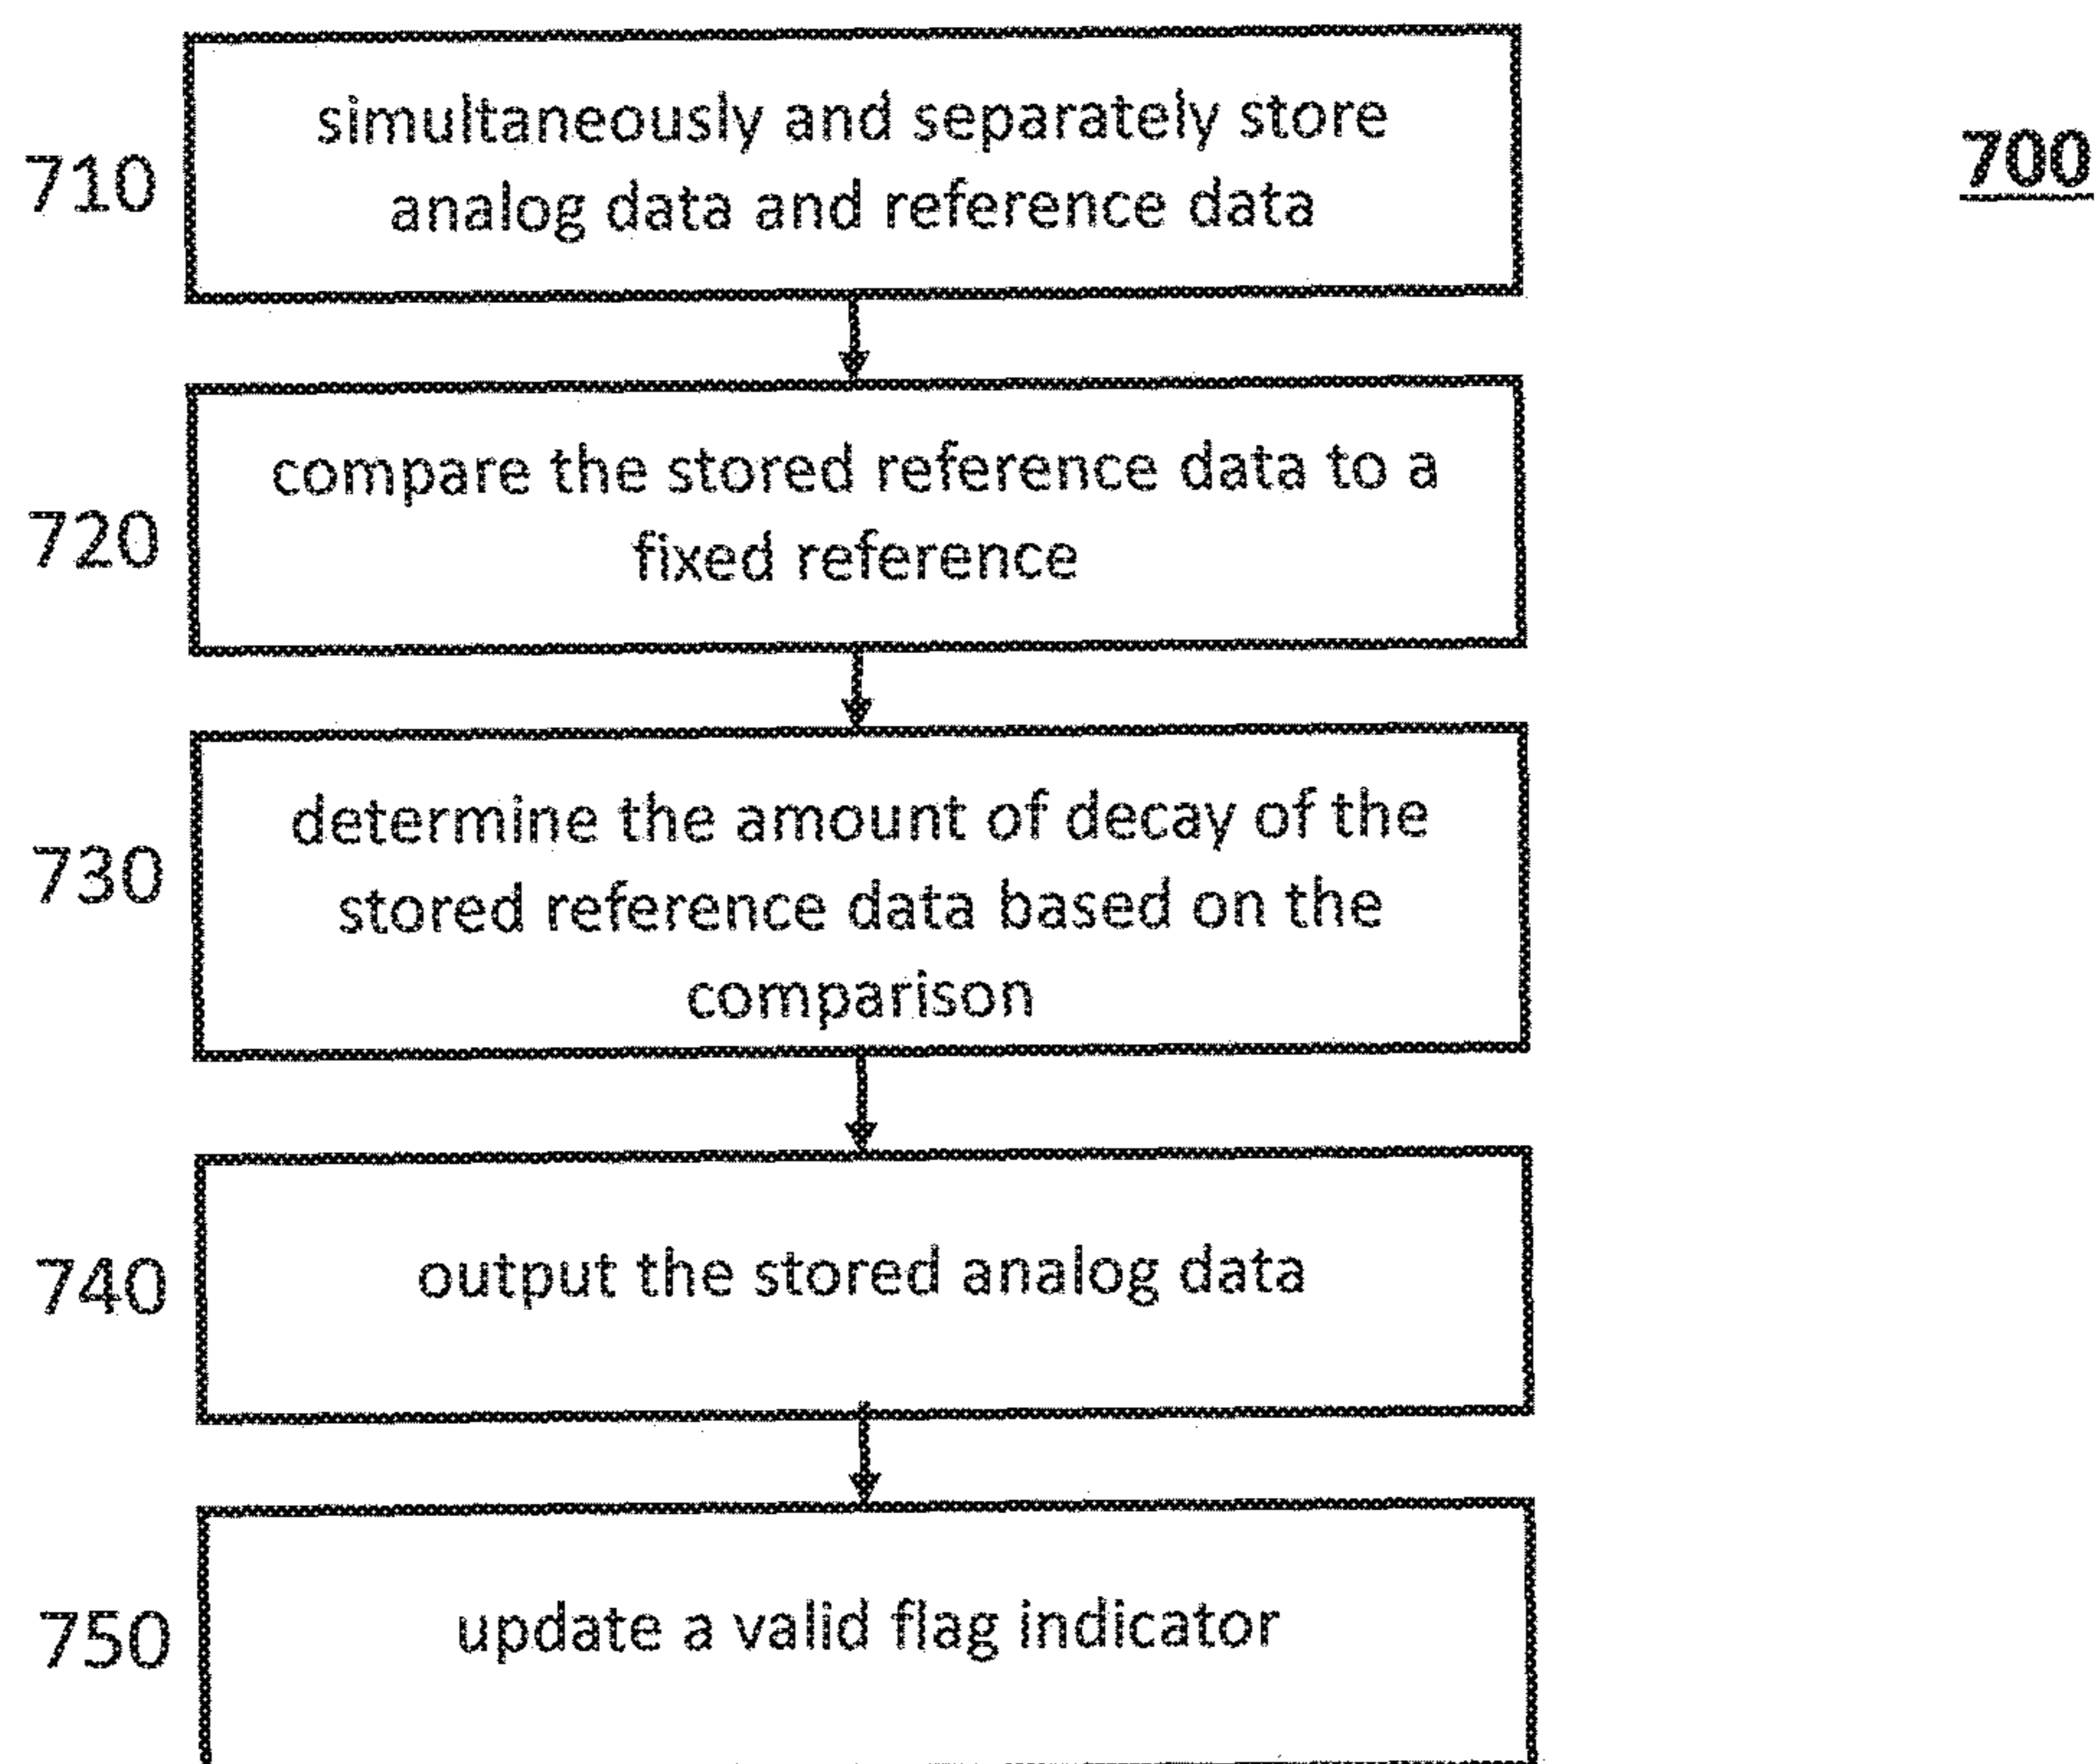 710
simultaneously and separately store
analog data and reference data
700
720
compare the stored reference data to a
fixed reference
730
determine the amount of decay of the
stored reference data based on the
comparison
740
output the stored analog data
750
update a valid flag indicator